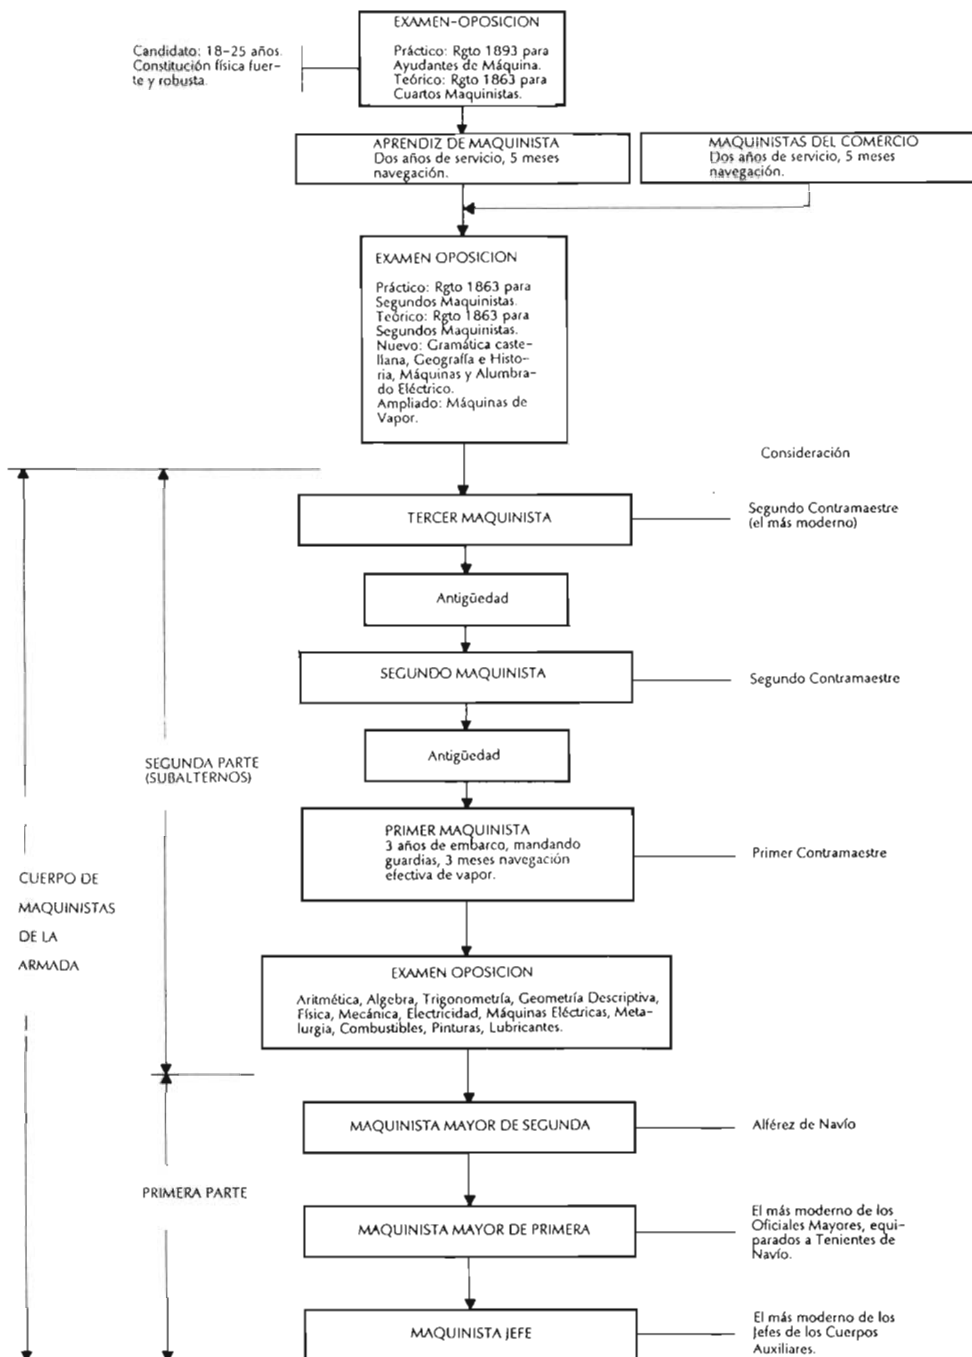 EXAMEN-OPOSICION
Práctico: Rgto 1893 para
Ayudantes de Máquina.
Teórico: Rgto 1863 para
Cuartos Maquinistas.
Candidato: 18-25 años.
Constitución física fuer-
te y robusta.
APRENDIZ DE MAQUINISTA
Dos años de servicio, 5 meses
navegación.
MAQUINISTAS DEL COMERCIO
Dos años de servicio, 5 meses
navegación.
EXAMEN OPOSICION
Práctico: Rgto 1863 para
Segundos Maquinistas.
Teórico: Rgto 1863 para
Segundos Maquinistas.
Nuevo: Gramática caste-
llana, Geografía e Histo-
ria, Máquinas y Alumbra-
do Eléctrico.
Ampliado: Máquinas de
Vapor.
Consideración
TERCER MAQUINISTA
Segundo Contramaestre
(el más moderno)
Antigüedad
SEGUNDO MAQUINISTA
Segundo Contramaestre
Antigüedad
SEGUNDA PARTE
(SUBALTERNOS)
PRIMER MAQUINISTA
3 años de embarco, mandando
guardias, 3 meses navegación
efectiva de vapor.
Primer Contramaestre
CUERPO DE
MAQUINISTAS
DE LA
ARMADA
EXAMEN OPOSICION
Aritmética, Algebra, Trigonometría, Geometría Descriptiva,
Física, Mecánica, Electricidad, Máquinas Eléctricas, Meta-
lurgia, Combustibles, Pinturas, Lubricantes.
MAQUINISTA MAYOR DE SEGUNDA
Alférez de Navío
PRIMERA PARTE
MAQUINISTA MAYOR DE PRIMERA
El más moderno de los
Oficiales Mayores, equi-
parados a Tenientes de
Navío.
MAQUINISTA JEFE
El más moderno de los
Jefes de los Cuerpos
Auxiliares.